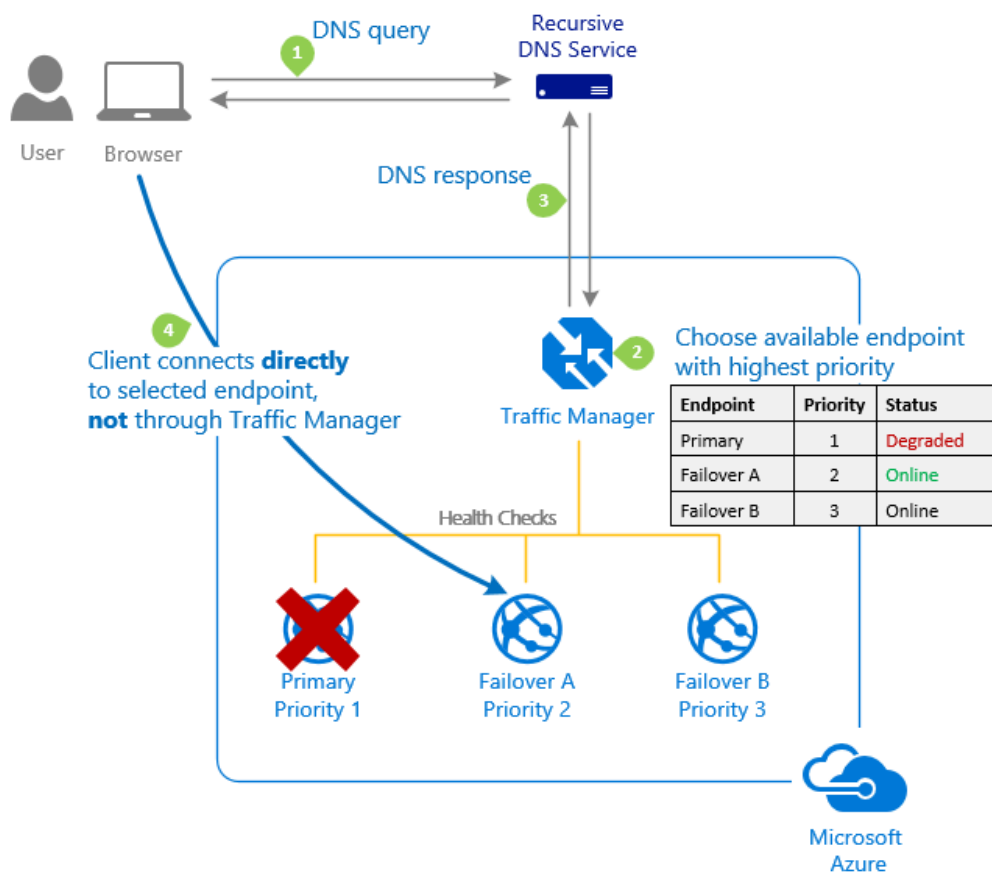 DNS query
1
Recursive
DNS Service
User
Browser
DNS response
3
4
Client connects directly
to selected endpoint,
not through Traffic Manager
2
Choose available endpoint
with highest priority
Traffic Manager
Endpoint Priority Status
Primary 1 Degraded
Failover A 2 Online
Failover B 3 Online
Health Checks
Primary
Priority 1
Failover A
Priority 2
Failover B
Priority 3
Microsoft
Azure